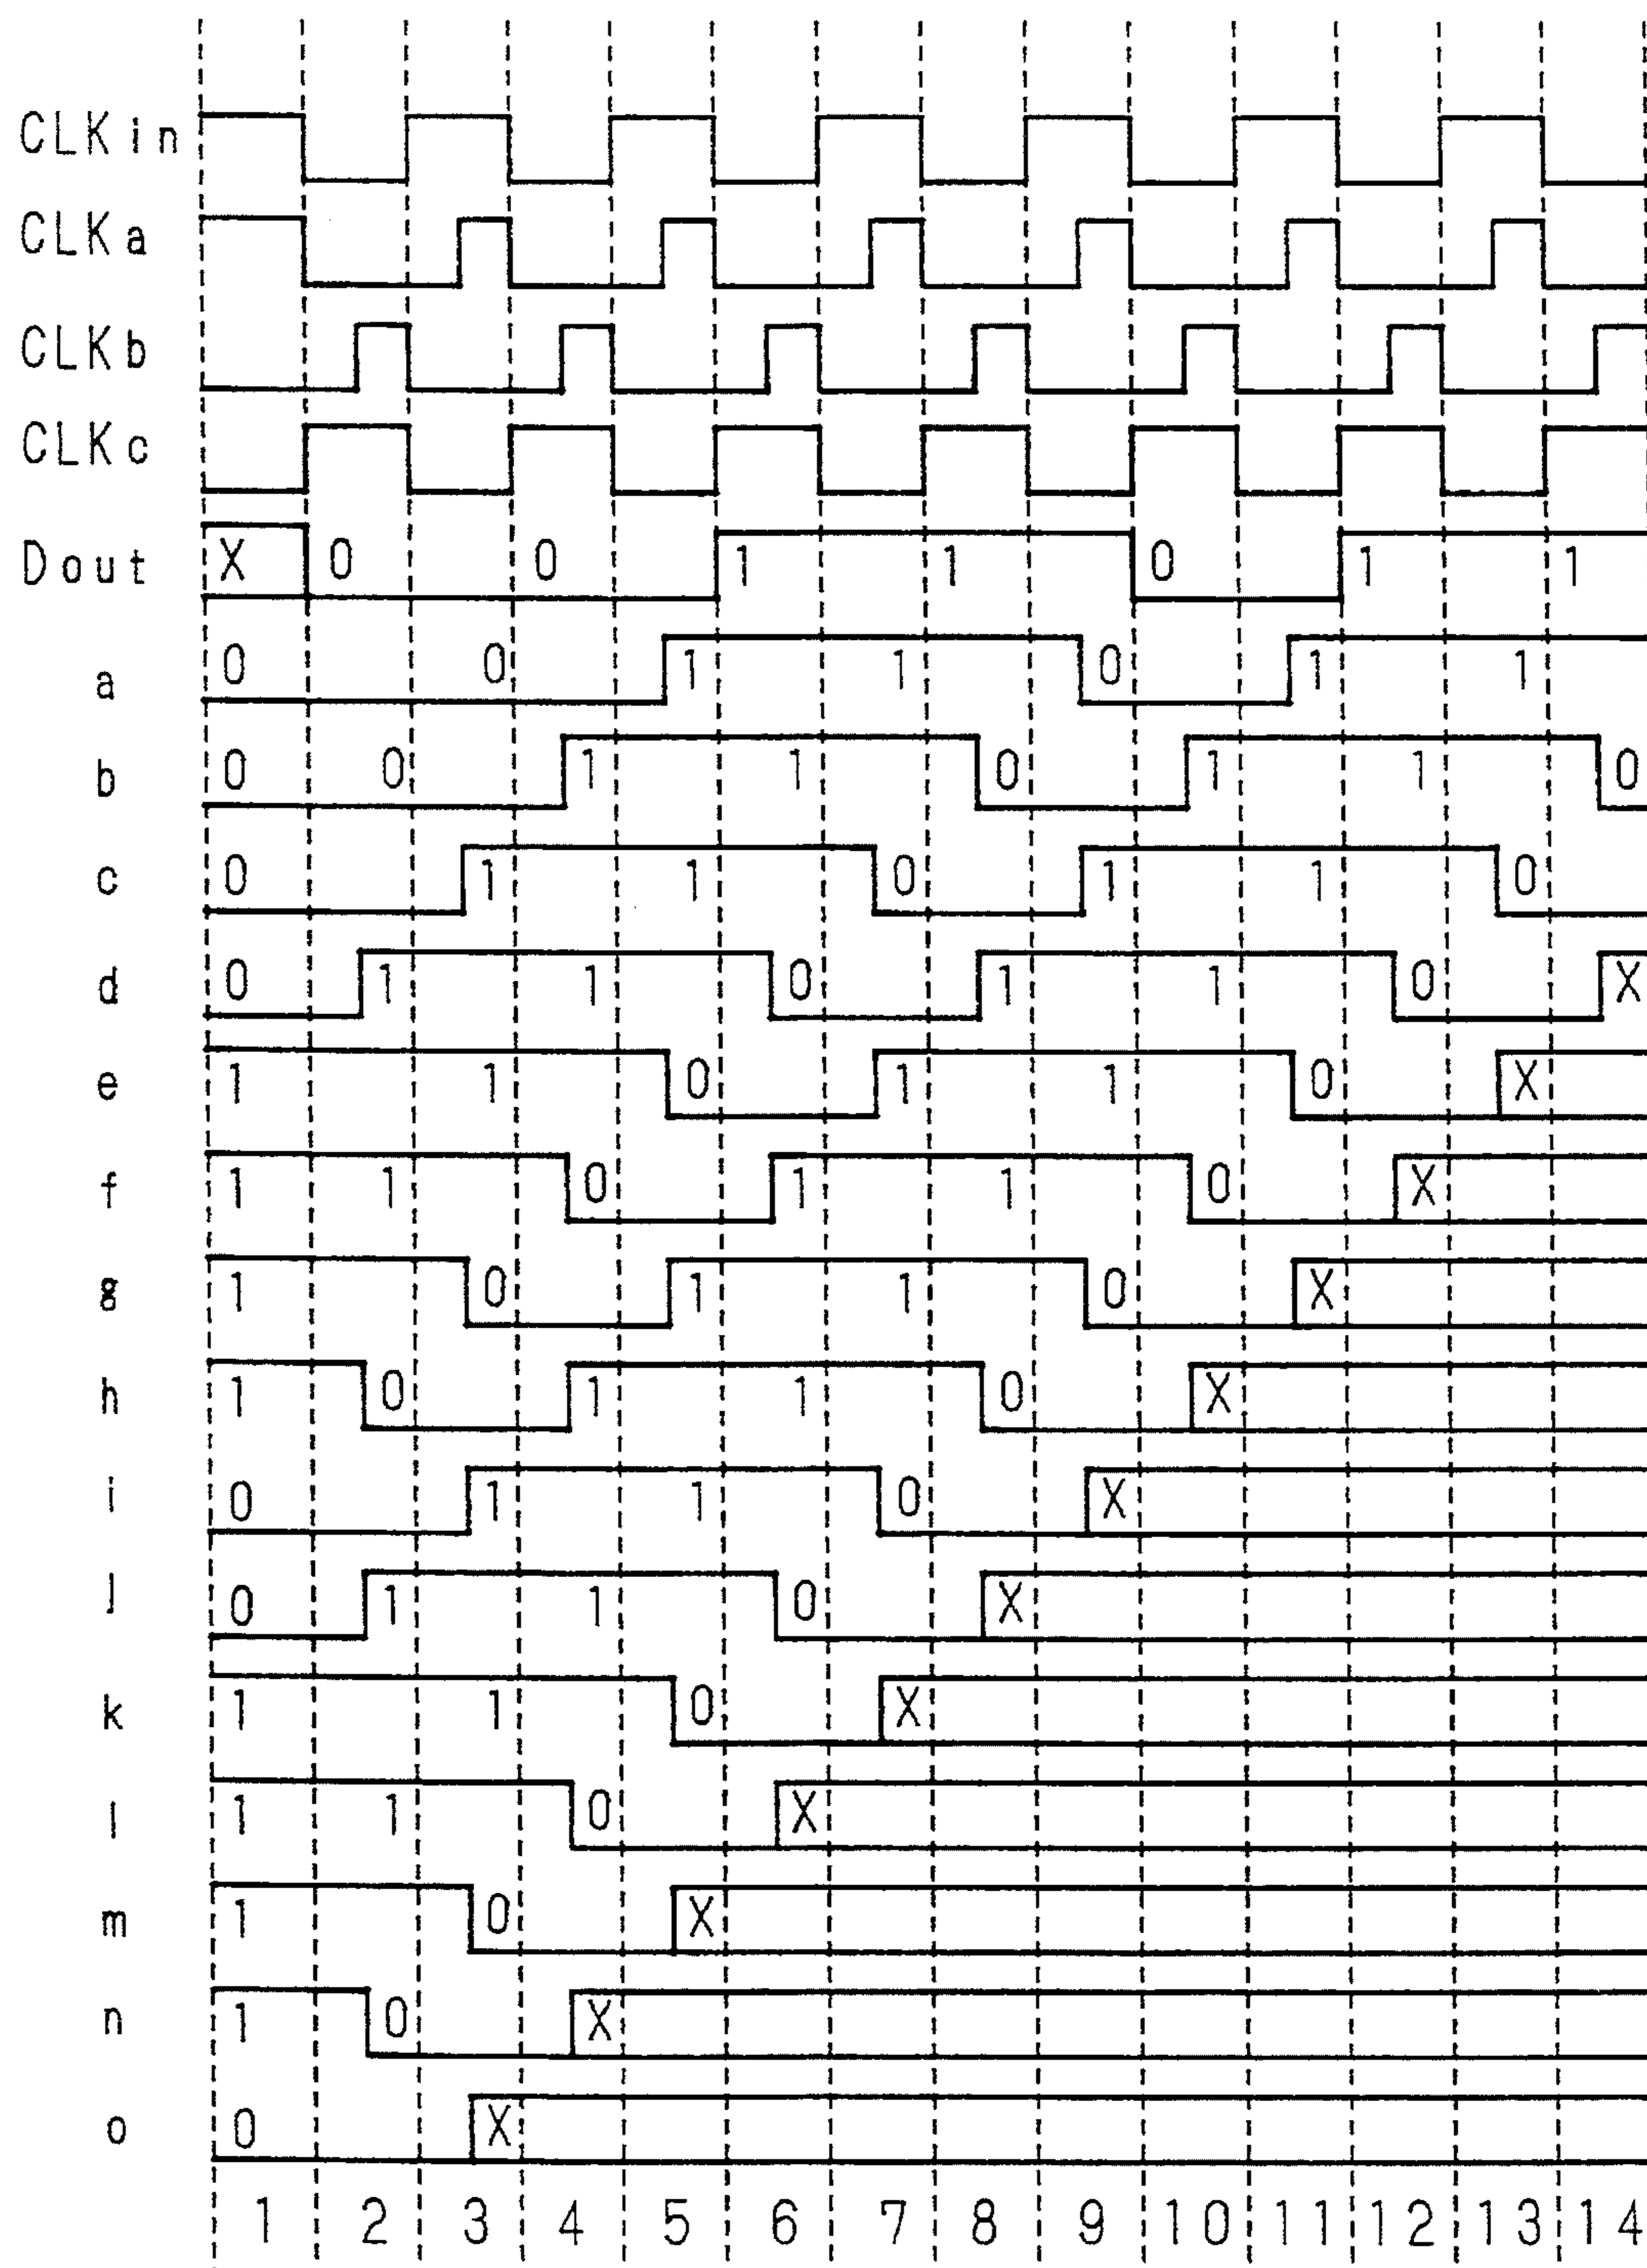 CLKin
CLKa
CLKb
CLKc
Dout X 0 0 1 1 0 1 1
a 0 0 1 1 0 1 1
b 0 0 1 1 0 1 1 0
c 0 1 1 0 1 1 0
d 0 1 1 0 1 1 0 X
e 1 1 0 1 1 0 X
f 1 1 0 1 1 0 X
g 1 0 1 1 0 X
h 1 0 1 1 0 X
i 0 1 1 0 X
j 0 1 1 0 X
k 1 1 0 X
l 1 1 0 X
m 1 0 X
n 1 0 X
o 0 X
1 2 3 4 5 6 7 8 9 10 11 12 13 14